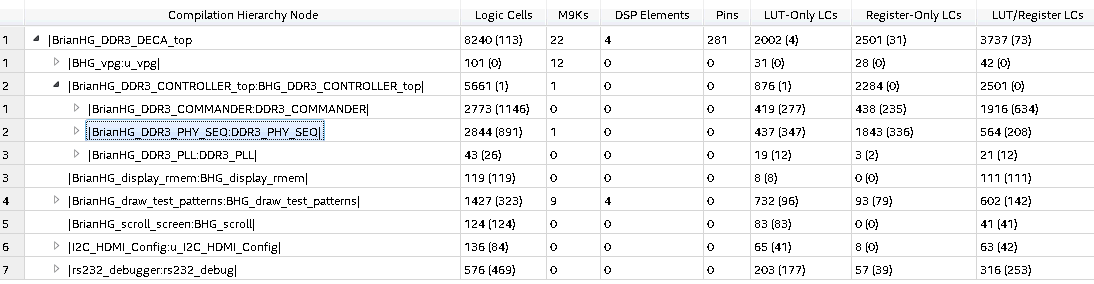 Compilation Hierarchy Node Logic Cells M9Ks DSP Elements Pins LUT-Only LCs Register-Only LCs LUT/Register LCs
1 |BrianHG_DDR3_DECA_top 8240 (113) 22 4 281 2002 (4) 2501 (31) 3737 (73)
1 |BHG_vpg:u_vpg| 101 (0) 12 0 0 31 (0) 28 (0) 42 (0)
2 |BrianHG_DDR3_CONTROLLER_top:BHG_DDR3_CONTROLLER_top| 5661 (1) 1 0 0 876 (1) 2284 (0) 2501 (0)
1 |BrianHG_DDR3_COMMANDER:DDR3_COMMANDER| 2773 (1146) 0 0 0 419 (277) 438 (235) 1916 (634)
2 |BrianHG_DDR3_PHY_SEQ:DDR3_PHY_SEQ| 2844 (891) 1 0 0 437 (347) 1843 (336) 564 (208)
3 |BrianHG_DDR3_PLL:DDR3_PLL| 43 (26) 0 0 0 19 (12) 3 (2) 21 (12)
3 |BrianHG_display_rmem:BHG_display_rmem| 119 (119) 0 0 0 8 (8) 0 (0) 111 (111)
4 |BrianHG_draw_test_patterns:BHG_draw_test_patterns| 1427 (323) 9 4 0 732 (96) 93 (79) 602 (142)
5 |BrianHG_scroll_screen:BHG_scroll| 124 (124) 0 0 0 83 (83) 0 (0) 41 (41)
6 |I2C_HDMI_Config:u_I2C_HDMI_Config| 136 (84) 0 0 0 65 (41) 8 (0) 63 (42)
7 |rs232_debugger:rs232_debug| 576 (469) 0 0 0 203 (177) 57 (39) 316 (253)